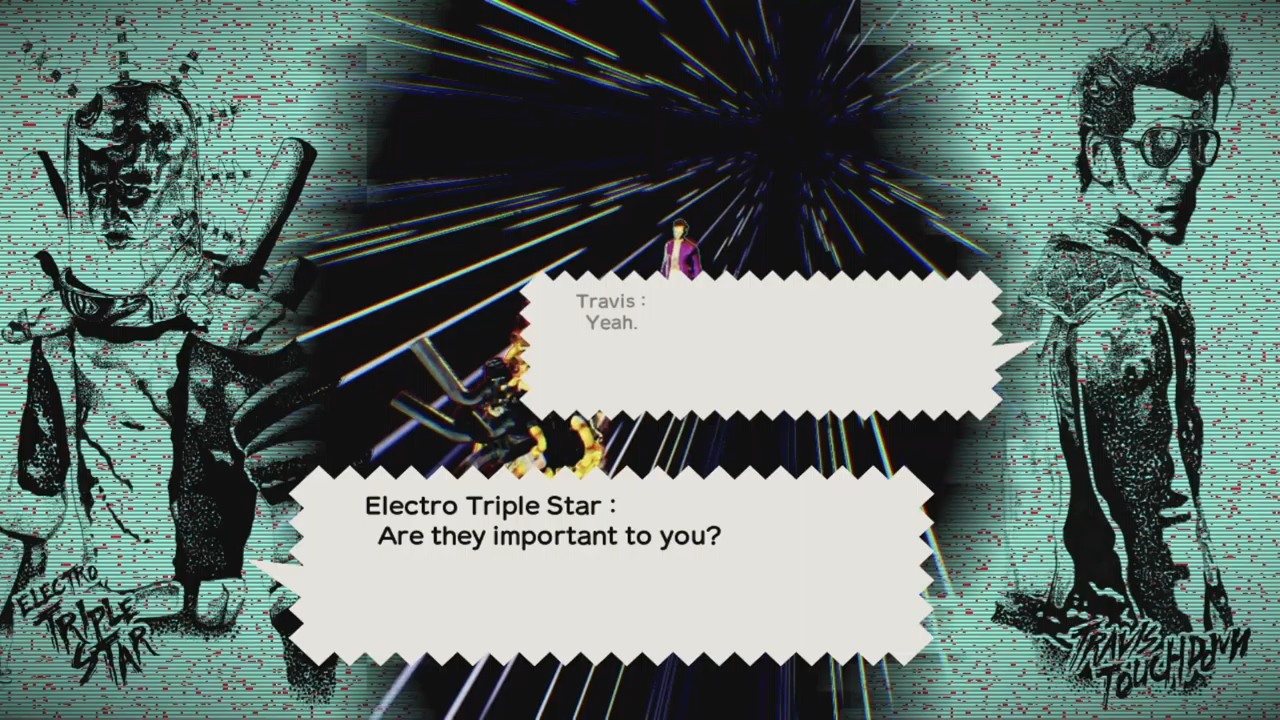 Travis :
Yeah.
Electro Triple Star :
Are they important to you?
ELECTRO
TRIPLE
STAR
TRAVIS
TOUCHDOWN